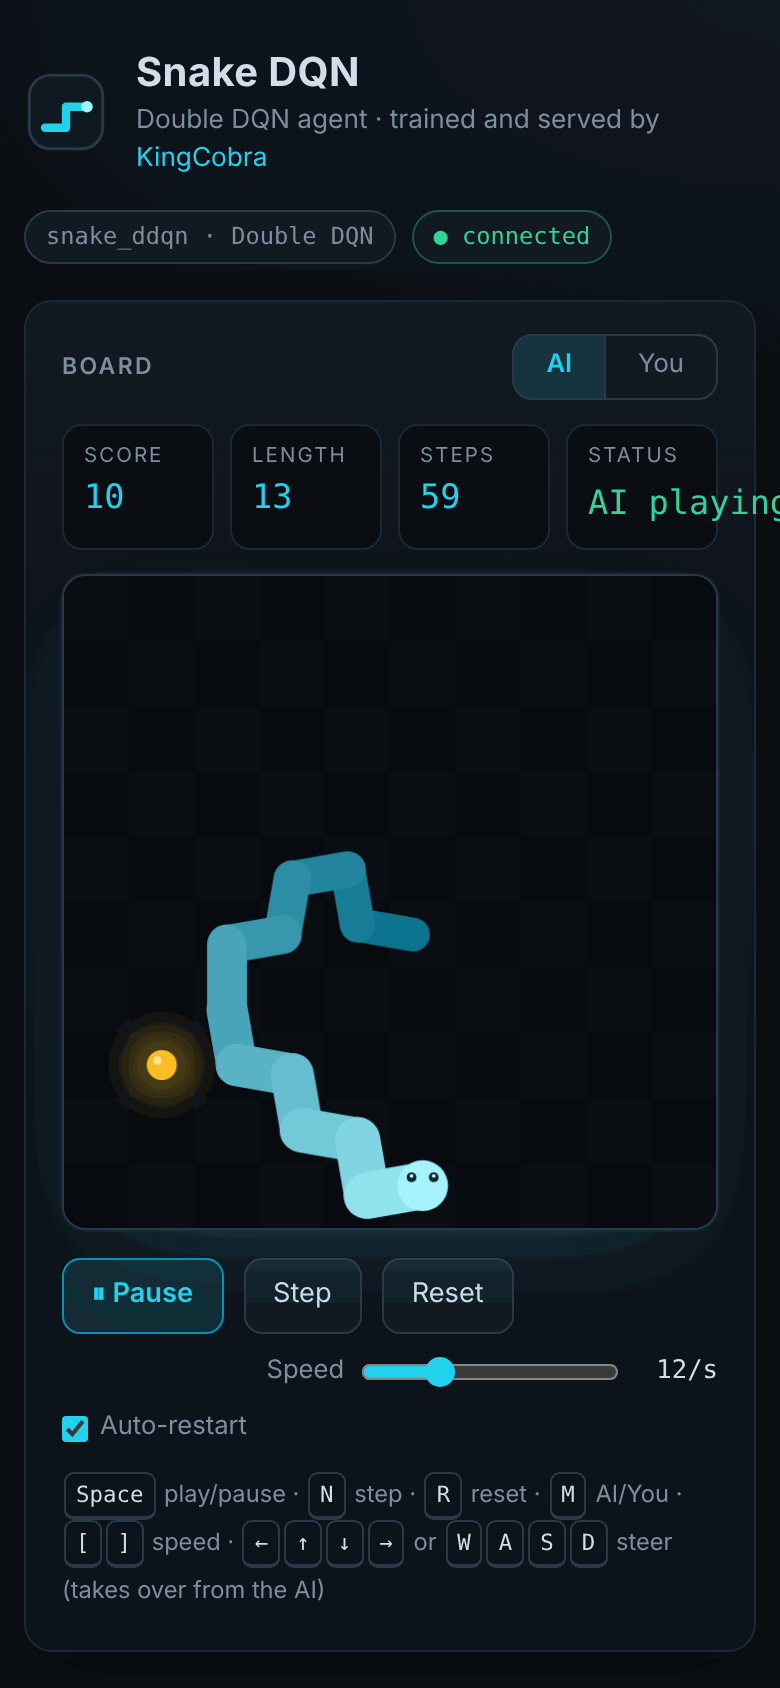 Snake DQN
Double DQN agent · trained and served by
KingCobra
snake_ddqn · Double DQN
● connected
BOARD
AI You
SCORE LENGTH STEPS STATUS
10 13 59 AI playing
Pause Step Reset
Speed 12/s
Auto-restart
Space play/pause · N step · R reset · M AI/You ·
[ ] speed · ← ↑ ↓ → or W A S D steer
(takes over from the AI)